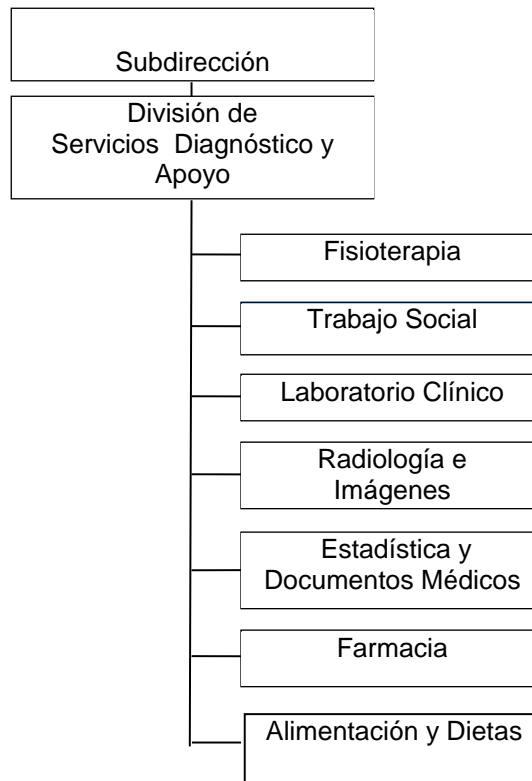 Subdirección
División de
Servicios Diagnóstico y
Apoyo
Fisioterapia
Trabajo Social
Laboratorio Clínico
Radiología e
Imágenes
Estadística y
Documentos Médicos
Farmacia
Alimentación y Dietas